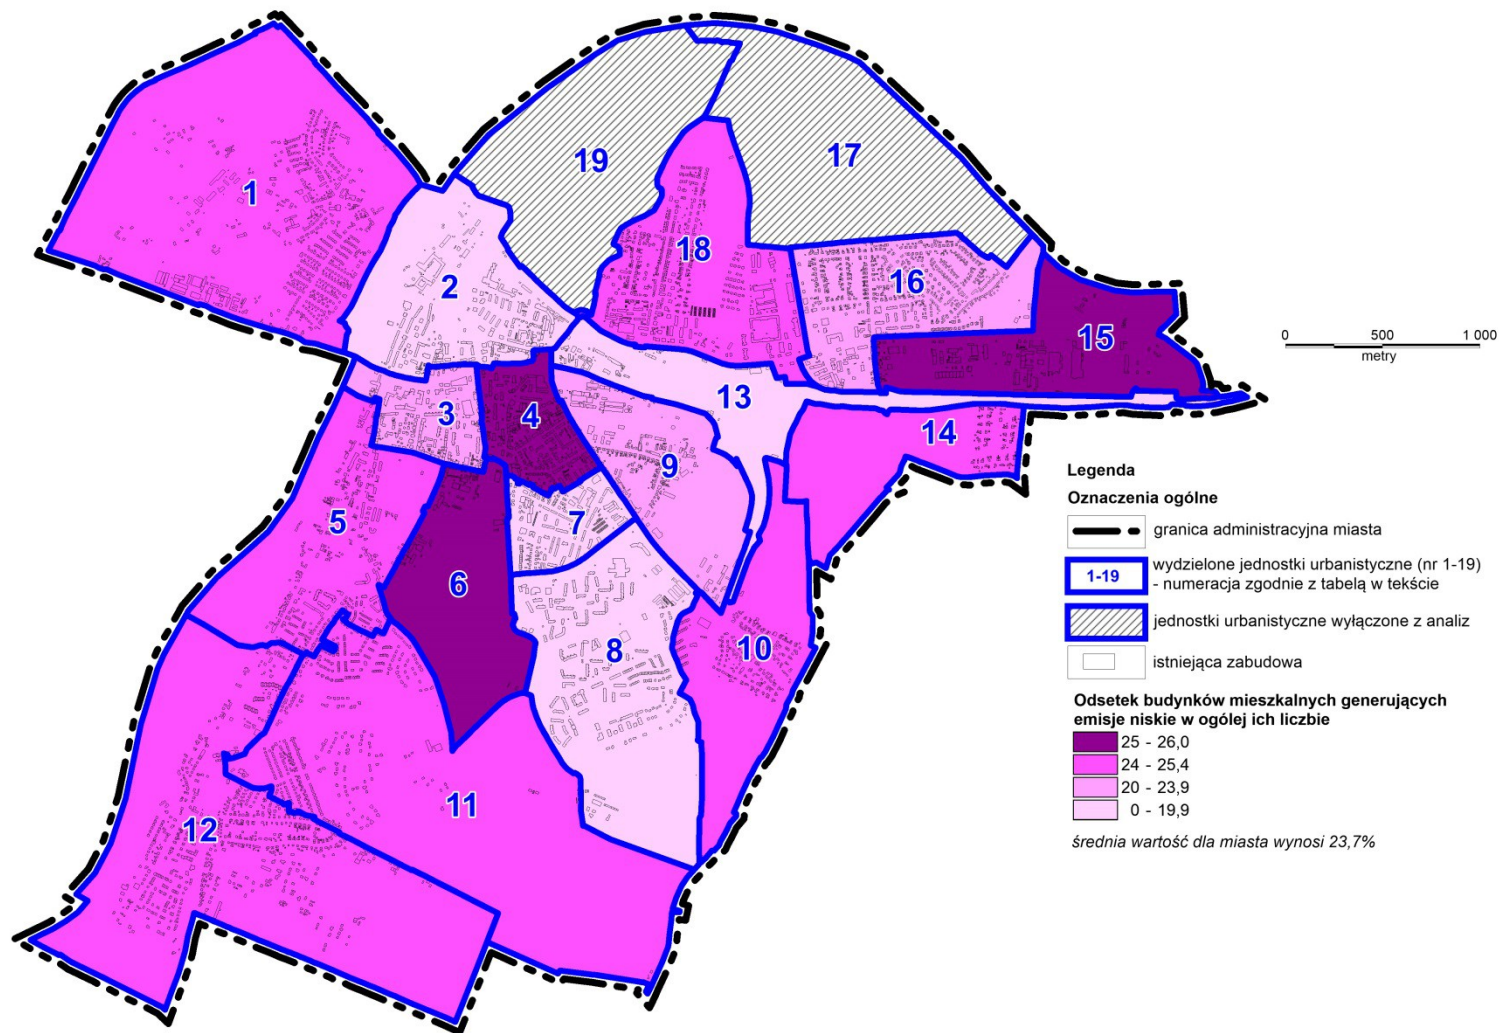 19
17
1
18
2
16
15
0 500 1 000
metry
13
3
4
14
9
5
7
6
8
10
11
12
Legenda
Oznaczenia ogólne
granica administracyjna miasta
1-19
wydzielone jednostki urbanistyczne (nr 1-19)
- numeracja zgodnie z tabelą w tekście
jednostki urbanistyczne wyłączone z analiz
istniejąca zabudowa
Odsetek budynków mieszkalnych generujących
emisje niskie w ogólej ich liczbie
25 - 26,0
24 - 25,4
20 - 23,9
0 - 19,9
średnia wartość dla miasta wynosi 23,7%